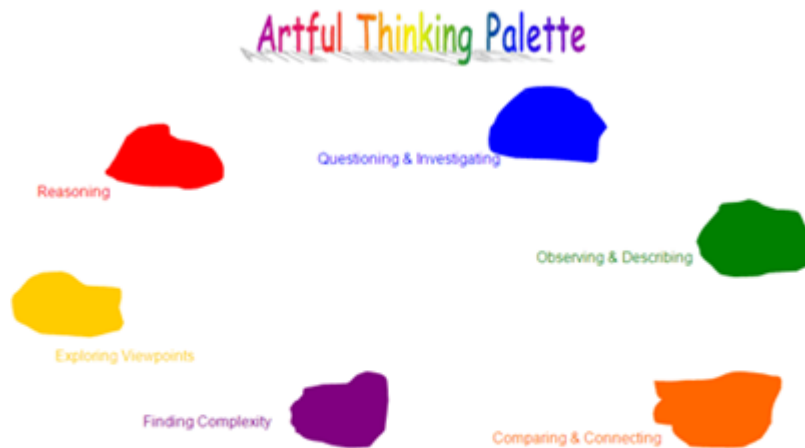 Artful Thinking Palette
Questioning & Investigating
Reasoning
Observing & Describing
Exploring Viewpoints
Finding Complexity
Comparing & Connecting